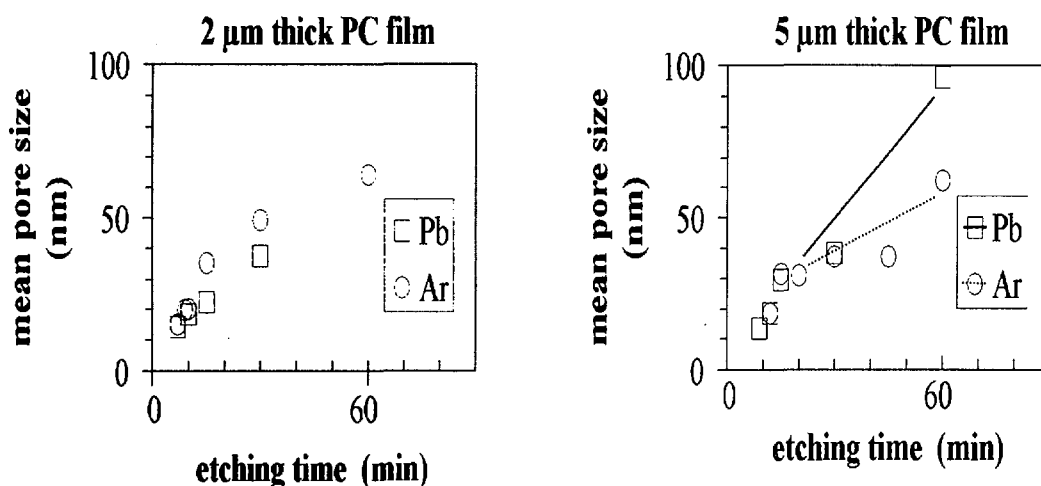 2 µm thick PC film
100
50
0
0
60
mean pore size
(nm)
etching time (min)
Pb
Ar
5 µm thick PC film
100
50
0
0
60
mean pore size
(nm)
etching time (min)
Pb
Ar